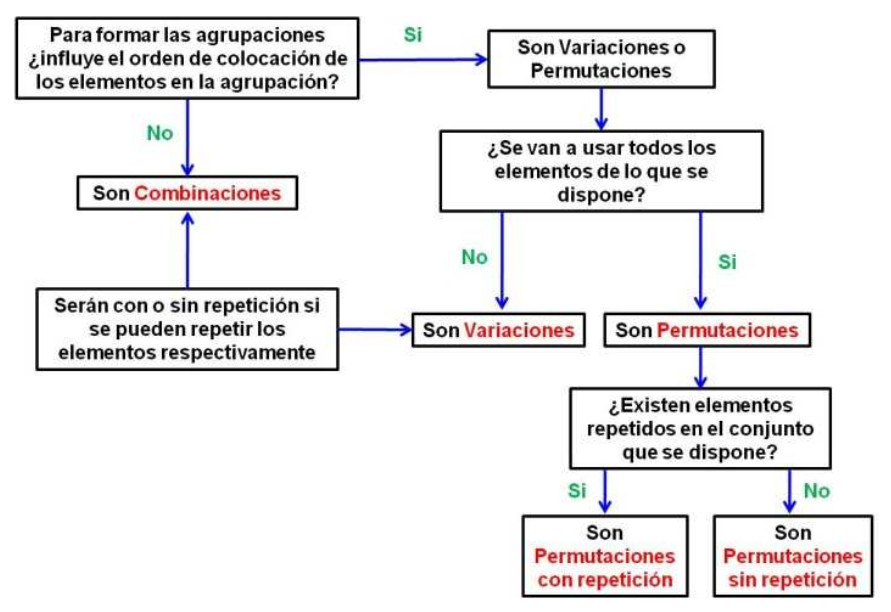 Para formar las agrupaciones
¿influye el orden de colocación de
los elementos en la agrupación?
Si
Son Variaciones o
Permutaciones
No
Son Combinaciones
¿Se van a usar todos los
elementos de lo que se
dispone?
No
Si
Serán con o sin repetición si
se pueden repetir los
elementos respectivamente
Son Variaciones
Son Permutaciones
¿Existen elementos
repetidos en el conjunto
que se dispone?
Si
No
Son
Permutaciones
con repetición
Son
Permutaciones
sin repetición